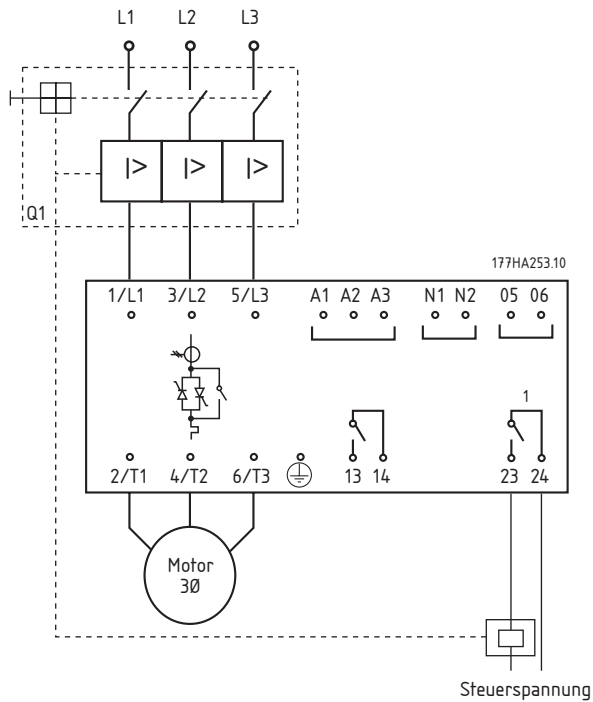 L1 L2 L3
I> I> I>
Q1
177HA253.10
1/L1 3/L2 5/L3 A1 A2 A3 N1 N2 05 06
1
2/T1 4/T2 6/T3 13 14 23 24
Motor
3Ø
Steuerspannung